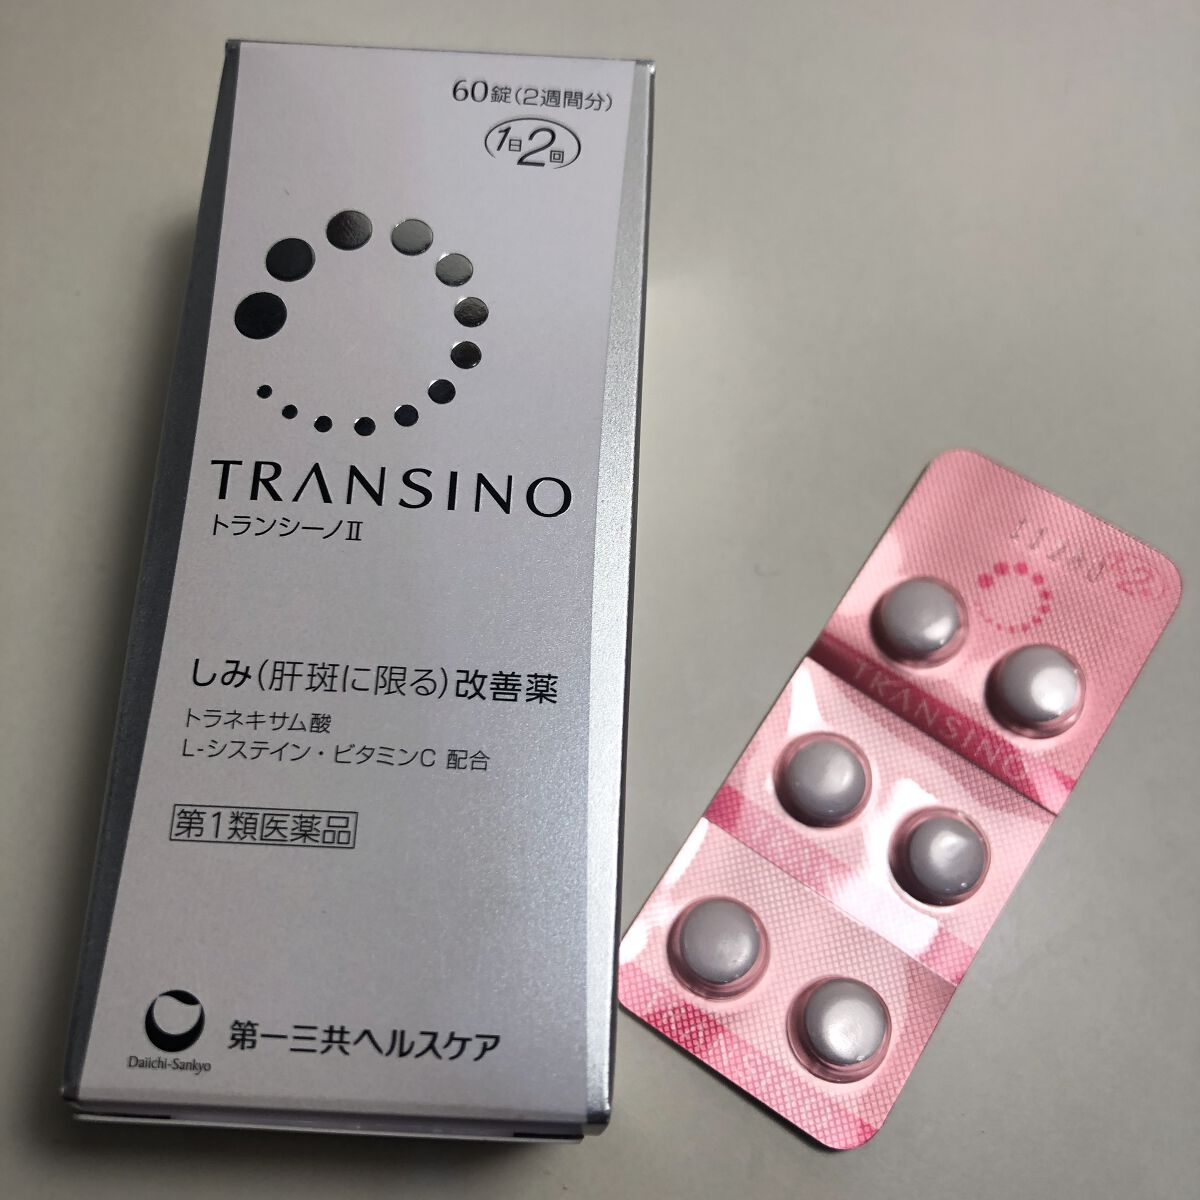 60錠(2週間分)
1日2回
TRANSINO
トランシーノⅡ
しみ(肝斑に限る)改善薬
トラネキサム酸
L-システイン・ビタミンC 配合
第1類医薬品
Daiichi-Sankyo
第一三共ヘルスケア
TRANSINO